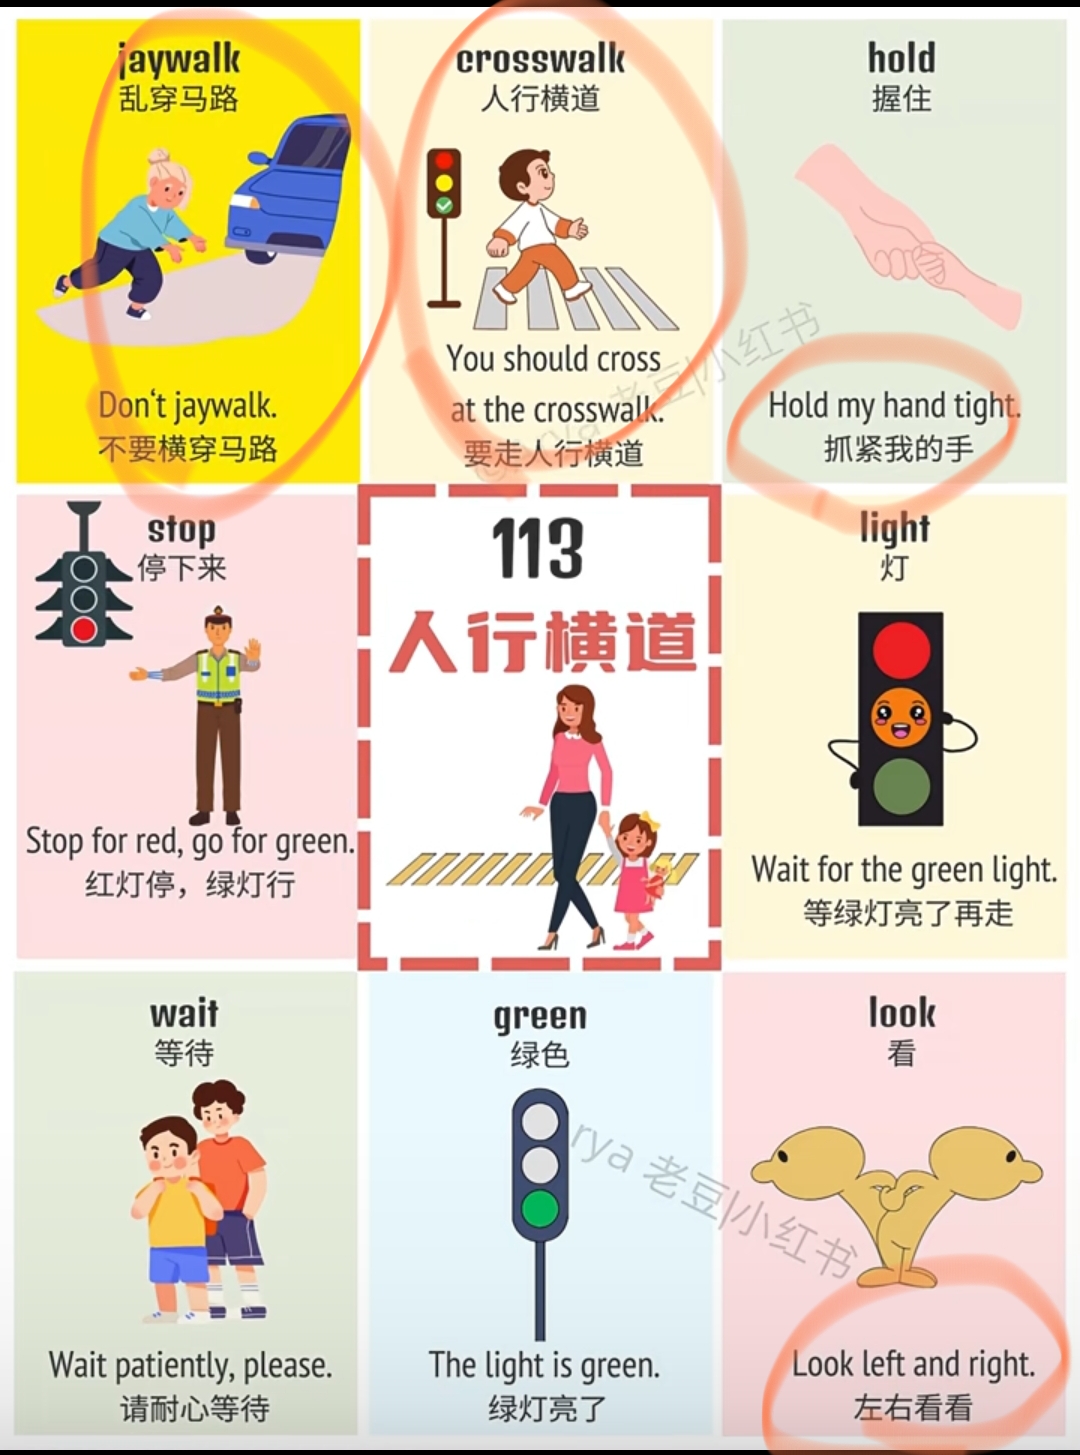 jaywalk
乱穿马路
Don't jaywalk.
不要横穿马路
crosswalk
人行横道
You should cross
at the crosswalk.
要走人行横道
hold
握住
Hold my hand tight.
抓紧我的手
stop
停下来
Stop for red, go for green.
红灯停，绿灯行
113
人行横道
light
灯
Wait for the green light.
等绿灯亮了再走
wait
等待
Wait patiently, please.
请耐心等待
green
绿色
The light is green.
绿灯亮了
look
看
Look left and right.
左右看看
rya 老豆|小红书
rya 老豆|小红书